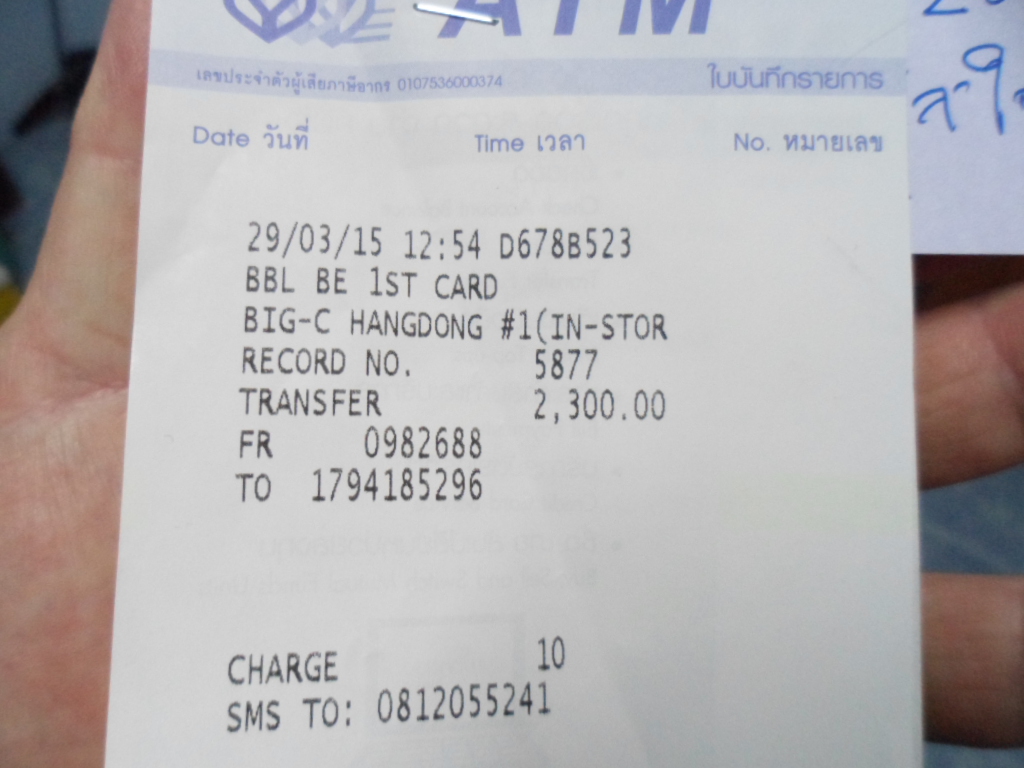 ATM
เลขประจำตัวผู้เสียภาษีอากร 0107536000374 ใบบันทึกรายการ
Date วันที่ Time เวลา No. หมายเลข
29/03/15 12:54 D678B523
BBL BE 1ST CARD
BIG-C HANGDONG #1(IN-STOR
RECORD NO. 5877
TRANSFER 2,300.00
FR 0982688
TO 1794185296
CHARGE 10
SMS TO: 0812055241